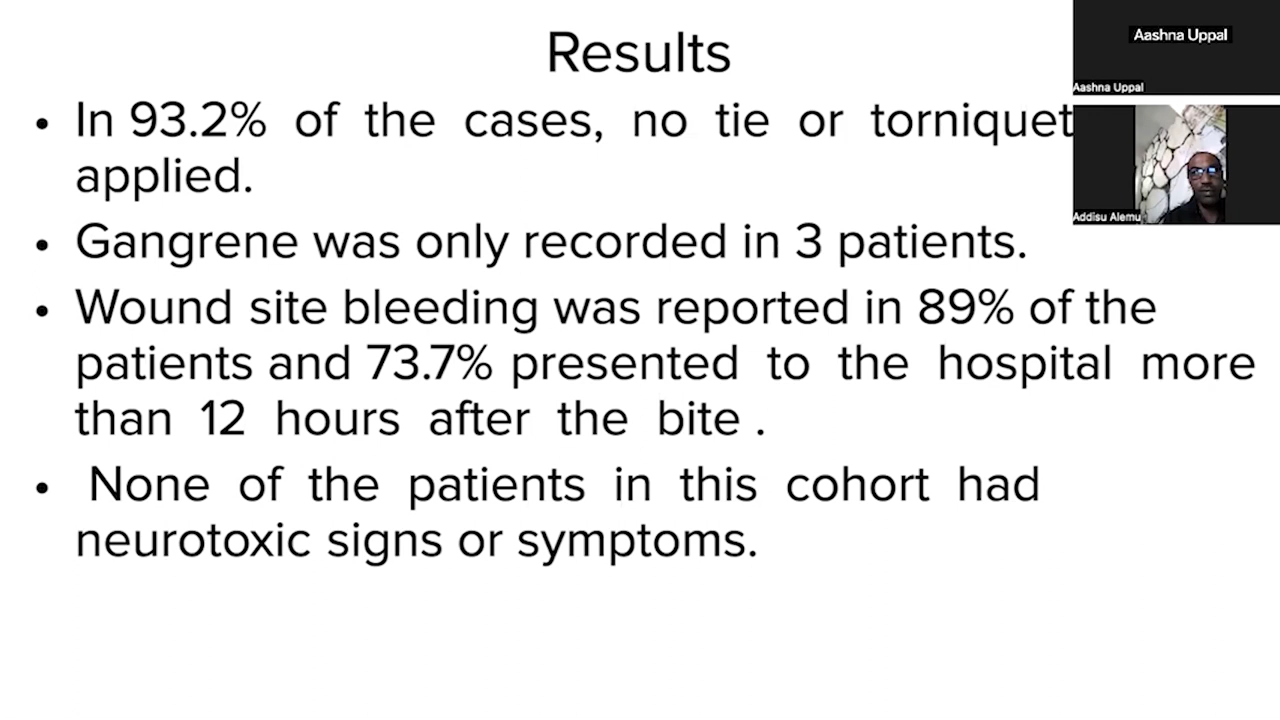 Results
• In 93.2% of the cases, no tie or torniquet
applied.
• Gangrene was only recorded in 3 patients.
• Wound site bleeding was reported in 89% of the
patients and 73.7% presented to the hospital more
than 12 hours after the bite .
• None of the patients in this cohort had
neurotoxic signs or symptoms.
Aashna Uppal
Aashna Uppal
Addisu Alemu